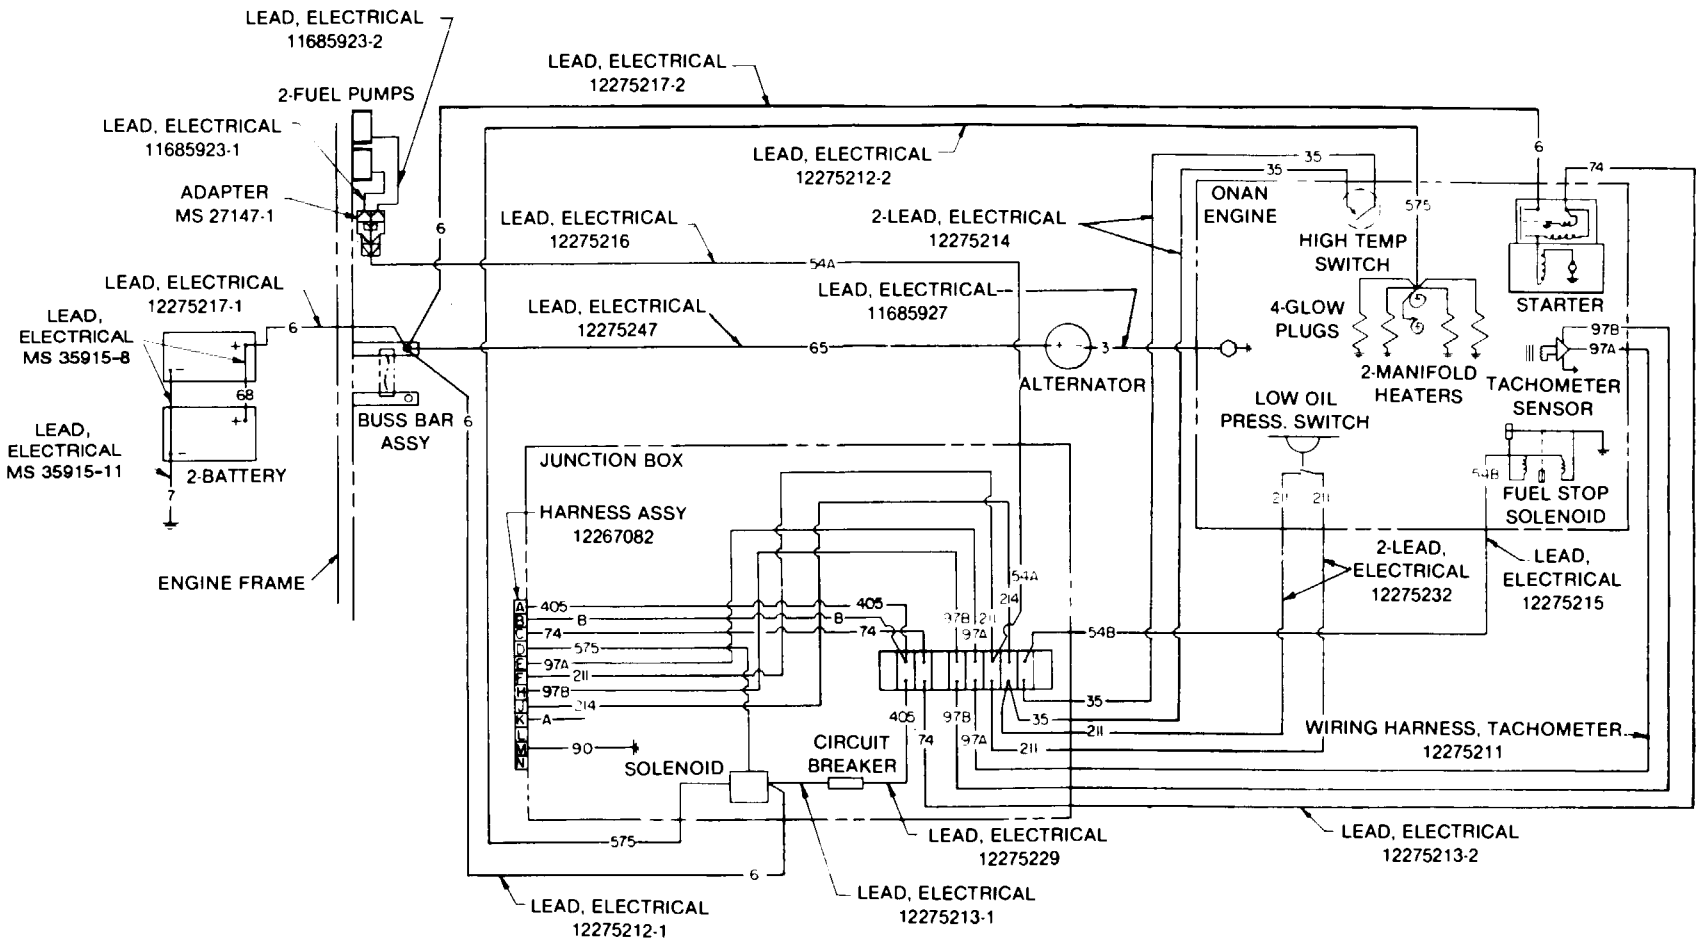 LEAD, ELECTRICAL
11685923-2
LEAD, ELECTRICAL
12275217-2
2-FUEL PUMPS
LEAD, ELECTRICAL
11685923-1
ADAPTER
MS 27147-1
LEAD, ELECTRICAL
12275212-2
6
74
35
35
ONAN
ENGINE
575
6
LEAD, ELECTRICAL
12275216
2-LEAD, ELECTRICAL
12275214
HIGH TEMP
SWITCH
54A
LEAD, ELECTRICAL
12275217-1
LEAD, ELECTRICAL
11685927
STARTER
LEAD,
ELECTRICAL
MS 35915-8
6
LEAD, ELECTRICAL
12275247
4-GLOW
PLUGS
97B
97A
+
-
65
+ -
3
ALTERNATOR
2-MANIFOLD
HEATERS
TACHOMETER
SENSOR
68
+
-
LEAD,
ELECTRICAL
MS 35915-11
2-BATTERY
7
BUSS BAR
ASSY
6
LOW OIL
PRESS. SWITCH
JUNCTION BOX
54B
211
211
FUEL STOP
SOLENOID
HARNESS ASSY
12267082
2-LEAD,
ELECTRICAL
12275232
LEAD,
ELECTRICAL
12275215
ENGINE FRAME
54A
214
A 405 405
B B B
C 74 74
D 575
E 97A
F 211
H 97B
J 214
K A
L
M 90
N
97B
211
97A
54B
35
35
211
211
405
97B
74
97A
WIRING HARNESS, TACHOMETER
12275211
SOLENOID
CIRCUIT
BREAKER
575
LEAD, ELECTRICAL
12275229
LEAD, ELECTRICAL
12275213-2
6
LEAD, ELECTRICAL
12275213-1
LEAD, ELECTRICAL
12275212-1